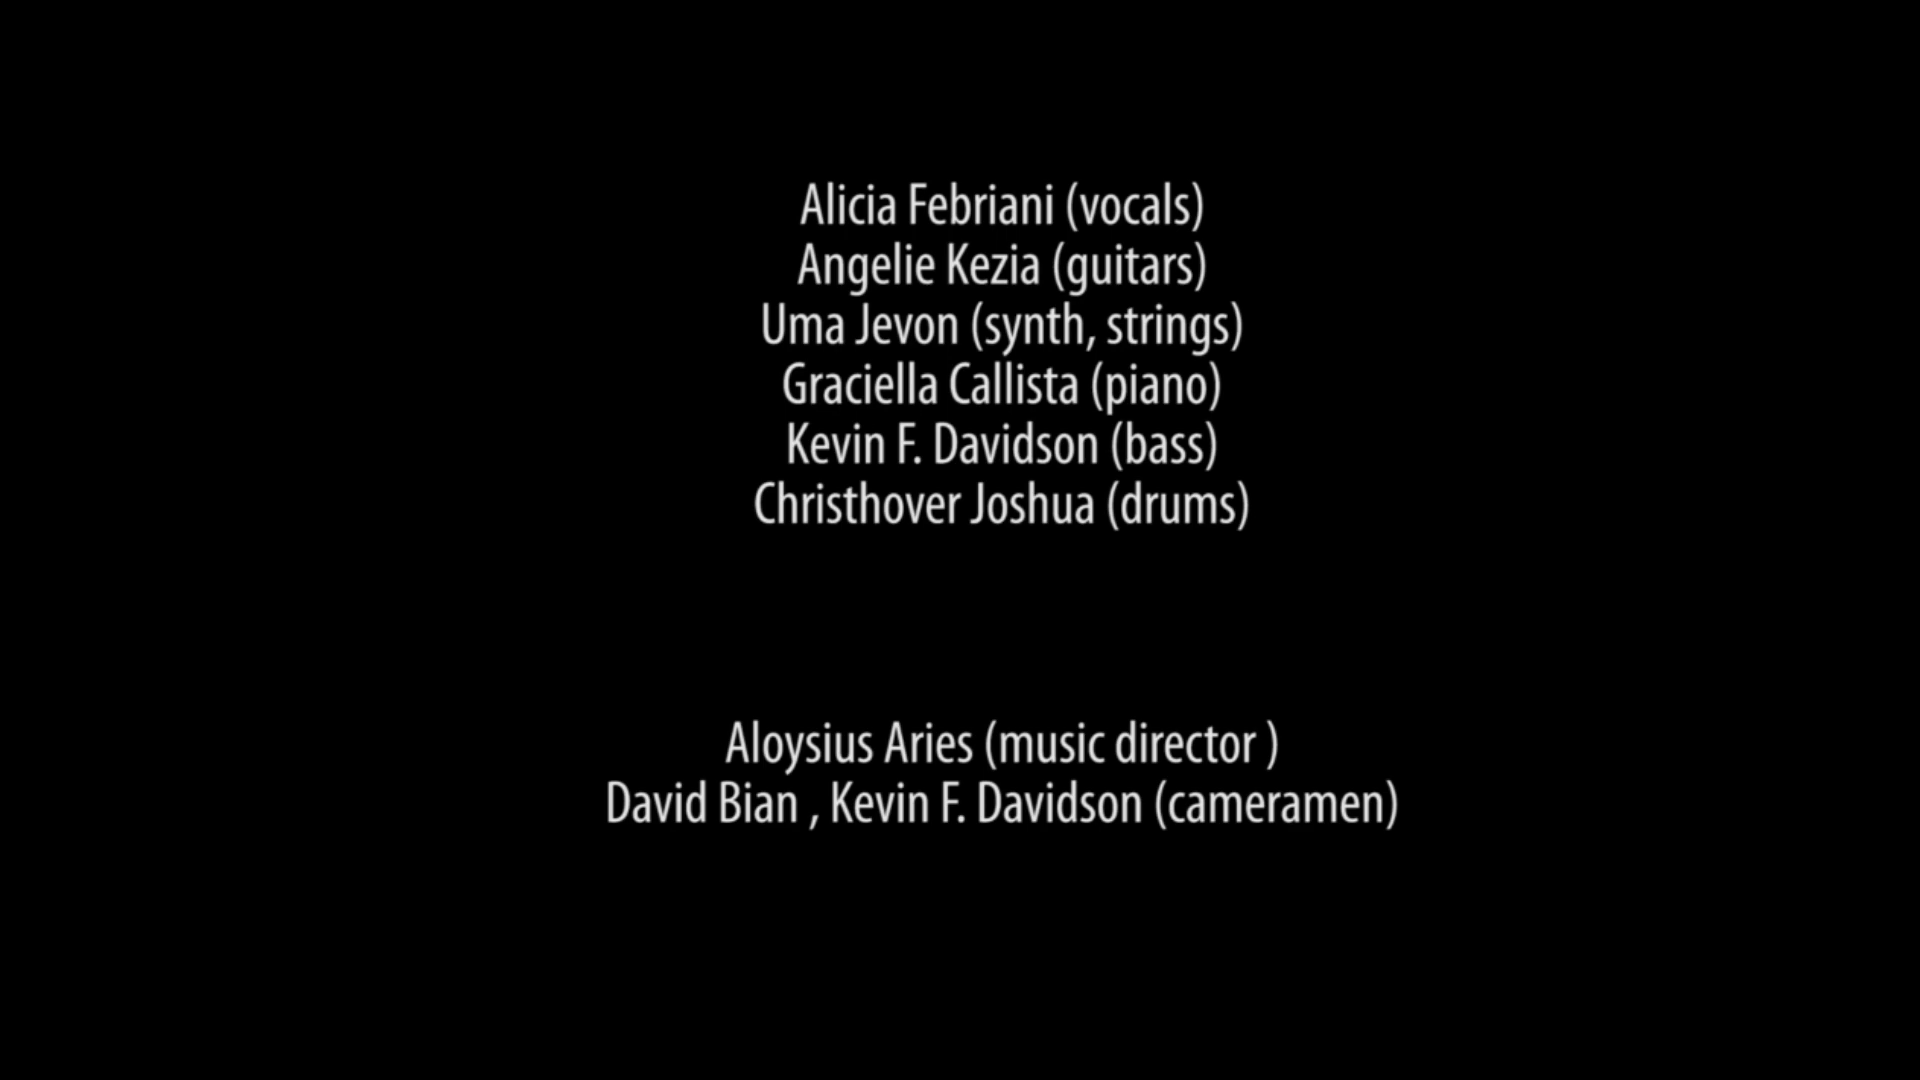 Alicia Febriani (vocals)
Angelie Kezia (guitars)
Uma Jevon (synth, strings)
Graciella Callista (piano)
Kevin F. Davidson (bass)
Christhover Joshua (drums)
Aloysius Aries (music director )
David Bian , Kevin F. Davidson (cameramen)